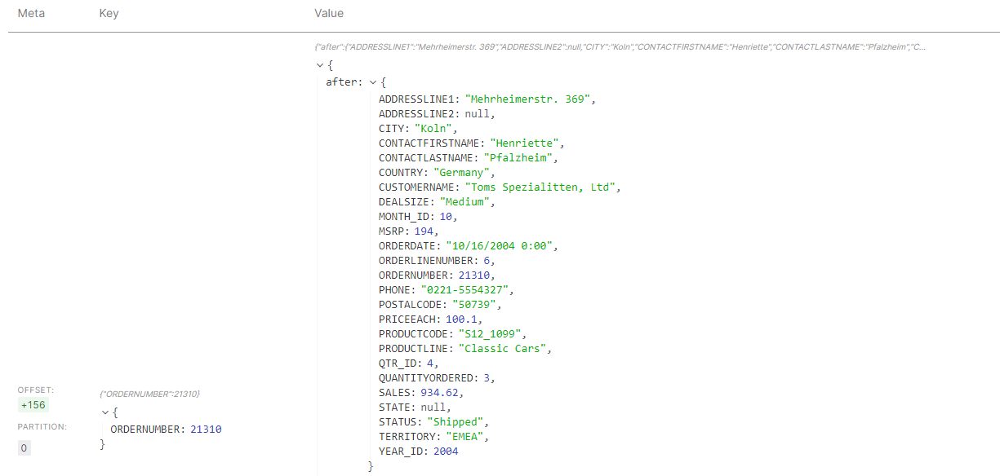 Meta Key Value
{"after":{"ADDRESSLINE1":"Mehrheimerstr. 369","ADDRESSLINE2":null,"CITY":"Koln","CONTACTFIRSTNAME":"Henriette","CONTACTLASTNAME":"Pfalzheim","C...
{
after: {
ADDRESSLINE1: "Mehrheimerstr. 369",
ADDRESSLINE2: null,
CITY: "Koln",
CONTACTFIRSTNAME: "Henriette",
CONTACTLASTNAME: "Pfalzheim",
COUNTRY: "Germany",
CUSTOMERNAME: "Toms Spezialitten, Ltd",
DEALSIZE: "Medium",
MONTH_ID: 10,
MSRP: 194,
ORDERDATE: "10/16/2004 0:00",
ORDERLINENUMBER: 6,
ORDERNUMBER: 21310,
PHONE: "0221-5554327",
POSTALCODE: "50739",
PRICEEACH: 100.1,
PRODUCTCODE: "S12_1099",
PRODUCTLINE: "Classic Cars",
QTR_ID: 4,
QUANTITYORDERED: 3,
SALES: 934.62,
STATE: null,
STATUS: "Shipped",
TERRITORY: "EMEA",
YEAR_ID: 2004
}
OFFSET:
+156
PARTITION:
0
{"ORDERNUMBER":21310}
{
ORDERNUMBER: 21310
}